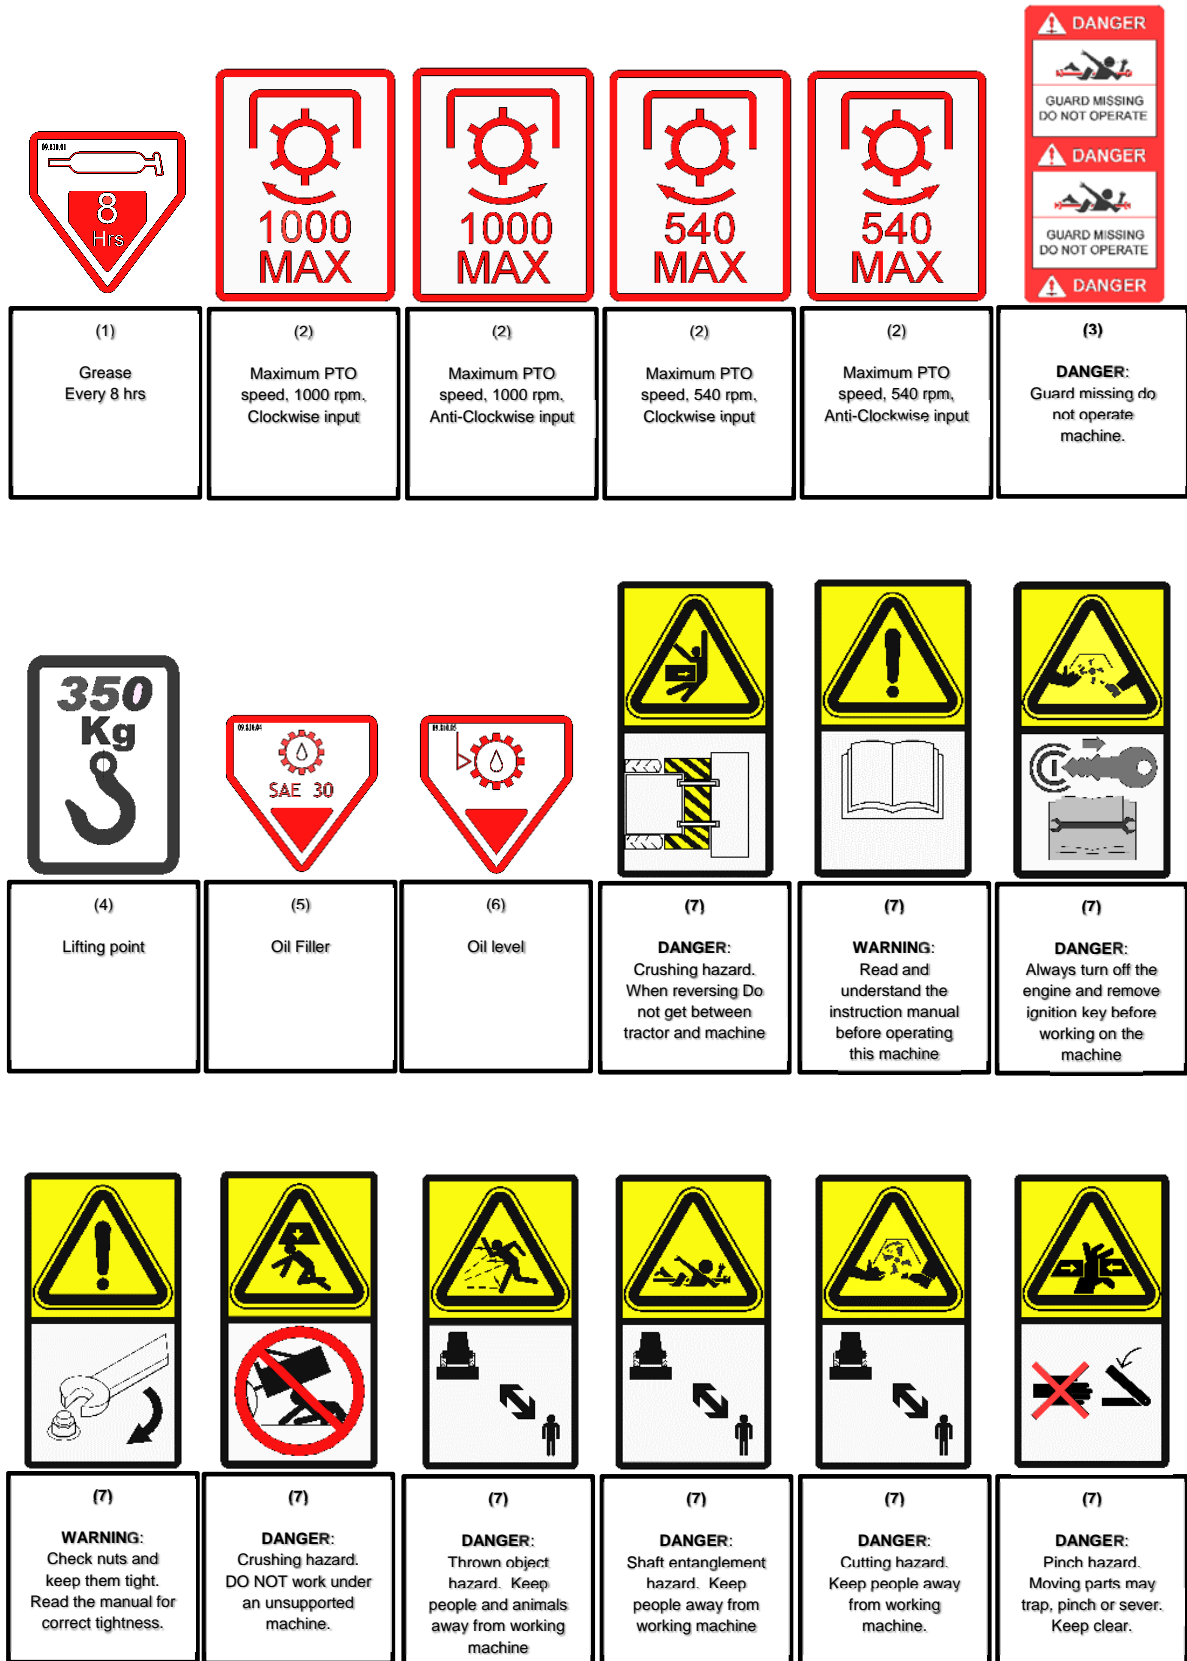 DANGER
GUARD MISSING
DO NOT OPERATE
DANGER
GUARD MISSING
DO NOT OPERATE
DANGER
09.810.01
8
Hrs
1000
MAX
1000
MAX
540
MAX
540
MAX
(1)
Grease
Every 8 hrs
(2)
Maximum PTO
speed, 1000 rpm,
Clockwise input
(2)
Maximum PTO
speed, 1000 rpm,
Anti-Clockwise input
(2)
Maximum PTO
speed, 540 rpm,
Clockwise input
(2)
Maximum PTO
speed, 540 rpm,
Anti-Clockwise input
(3)
DANGER:
Guard missing do
not operate
machine.
350
Kg
09.810.04
SAE 30
09.810.05
(4)
Lifting point
(5)
Oil Filler
(6)
Oil level
(7)
DANGER:
Crushing hazard.
When reversing Do
not get between
tractor and machine
(7)
WARNING:
Read and
understand the
instruction manual
before operating
this machine
(7)
DANGER:
Always turn off the
engine and remove
ignition key before
working on the
machine
(7)
WARNING:
Check nuts and
keep them tight.
Read the manual for
correct tightness.
(7)
DANGER:
Crushing hazard.
DO NOT work under
an unsupported
machine.
(7)
DANGER:
Thrown object
hazard. Keep
people and animals
away from working
machine
(7)
DANGER:
Shaft entanglement
hazard. Keep
people away from
working machine
(7)
DANGER:
Cutting hazard.
Keep people away
from working
machine.
(7)
DANGER:
Pinch hazard.
Moving parts may
trap, pinch or sever.
Keep clear.